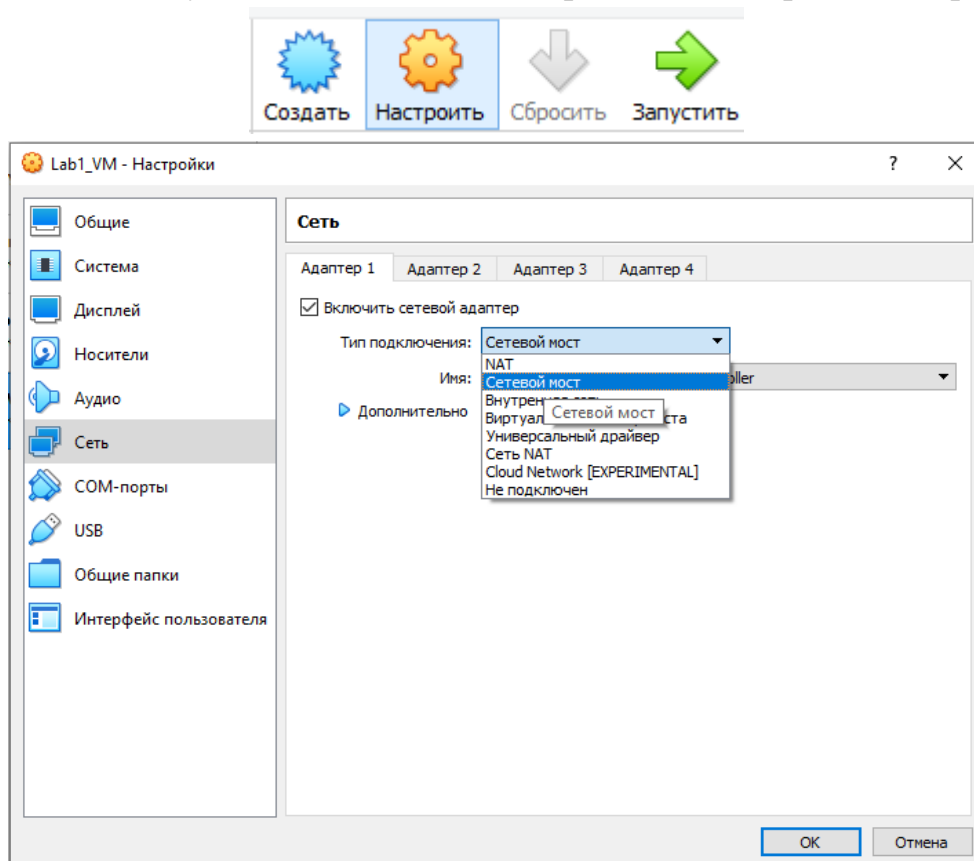 Создать Настроить Сбросить Запустить
Lab1_VM - Настройки ? X
Общие
Система
Дисплей
Носители
Аудио
Сеть
COM-порты
USB
Общие папки
Интерфейс пользователя
Сеть
Адаптер 1 Адаптер 2 Адаптер 3 Адаптер 4
Включить сетевой адаптер
Тип подключения: Сетевой мост
NAT
Имя: Сетевой мост
Дополнительно
Сетевой мост
Универсальный драйвер
Сеть NAT
Cloud Network [EXPERIMENTAL]
Не подключен
OK Отмена